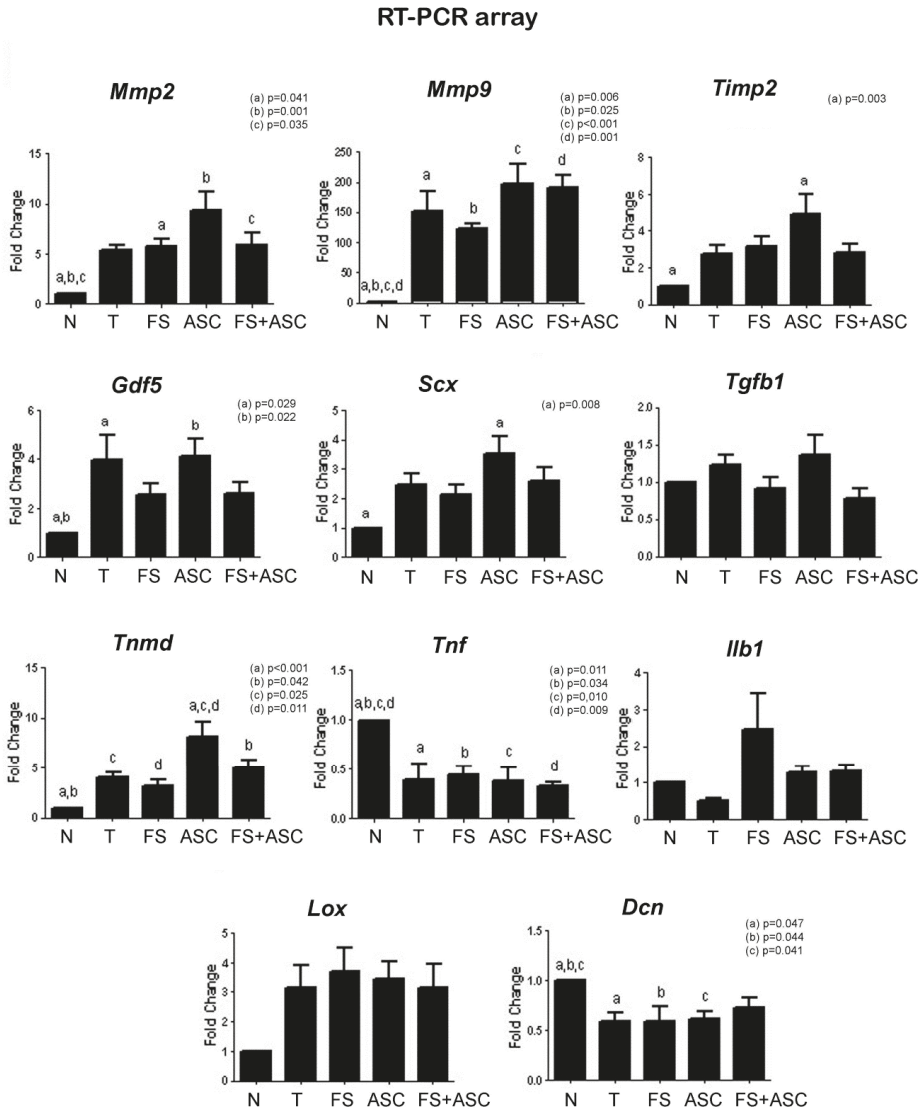 RT-PCR array
Mmp2
(a) p=0.041
(b) p=0.001
(c) p=0.035
Fold Change
15
10
5
0
a,b,c
a
b
c
N T FS ASC FS+ASC
Mmp9
(a) p=0.006
(b) p=0.025
(c) p<0.001
(d) p=0.001
Fold Change
250
200
150
100
50
0
a,b,c,d
a
b
c
d
N T FS ASC FS+ASC
Timp2
(a) p=0.003
Fold Change
8
6
4
2
0
a
a
N T FS ASC FS+ASC
Gdf5
(a) p=0.029
(b) p=0.022
Fold Change
6
4
2
0
a,b
a
b
N T FS ASC FS+ASC
Scx
(a) p=0.008
Fold Change
5
4
3
2
1
0
a
a
N T FS ASC FS+ASC
Tgfb1
Fold Change
2.0
1.5
1.0
0.5
0.0
N T FS ASC FS+ASC
Tnmd
(a) p<0.001
(b) p=0.042
(c) p=0.025
(d) p=0.011
Fold Change
15
10
5
0
a,b
c
d
a,c,d
b
N T FS ASC FS+ASC
Tnf
(a) p=0.011
(b) p=0.034
(c) p=0,010
(d) p=0.009
Fold Change
1.5
1.0
0.5
0.0
a,b,c,d
a
b
c
d
N T FS ASC FS+ASC
Ilb1
Fold Change
4
3
2
1
0
N T FS ASC FS+ASC
Lox
Fold Change
5
4
3
2
1
0
N T FS ASC FS+ASC
Dcn
(a) p=0.047
(b) p=0.044
(c) p=0.041
Fold Change
1.5
1.0
0.5
0.0
a,b,c
a
b
c
N T FS ASC FS+ASC